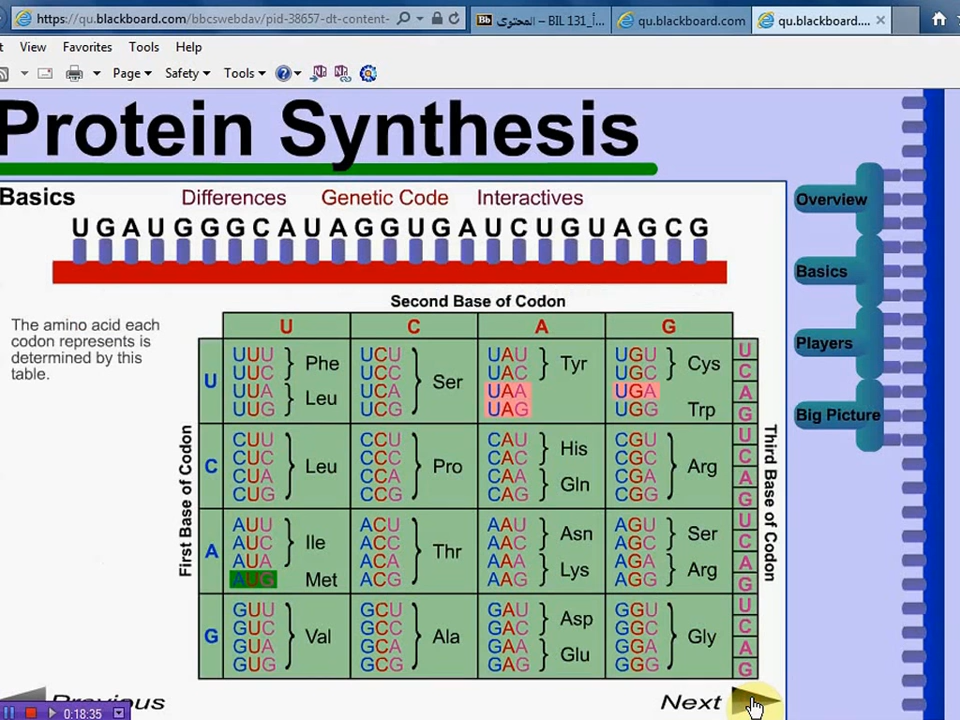 https://qu.blackboard.com/bbcswebdav/pid-38657-dt-content-
Bb المحتوى – BIL 131_أ...
qu.blackboard.com
qu.blackboard....
View Favorites Tools Help
Page Safety Tools
Protein Synthesis
Basics Differences Genetic Code Interactives
UGAUGGGCAUAGGUGAUCUGUAGCG
Overview
Basics
Players
Big Picture
The amino acid each
codon represents is
determined by this
table.
Second Base of Codon
U C A G
First Base of Codon
Third Base of Codon
U
UUU UCU UAU UGU U
UUC Phe UCC UAC Tyr UGC Cys C
UUA UCA Ser UAA UGA A
UUG Leu UCG UAG UGG Trp G
C
CUU CCU CAU CGU U
CUC CCC CAC His CGC C
CUA Leu CCA Pro CAA CGA Arg A
CUG CCG CAG Gln CGG G
A
AUU ACU AAU AGU U
AUC Ile ACC AAC Asn AGC Ser C
AUA ACA Thr AAA AGA A
AUG Met ACG AAG Lys AGG Arg G
G
GUU GCU GAU GGU U
GUC GCC GAC Asp GGC C
GUA Val GCA Ala GAA GGA Gly A
GUG GCG GAG Glu GGG G
Previous Next
0:18:35